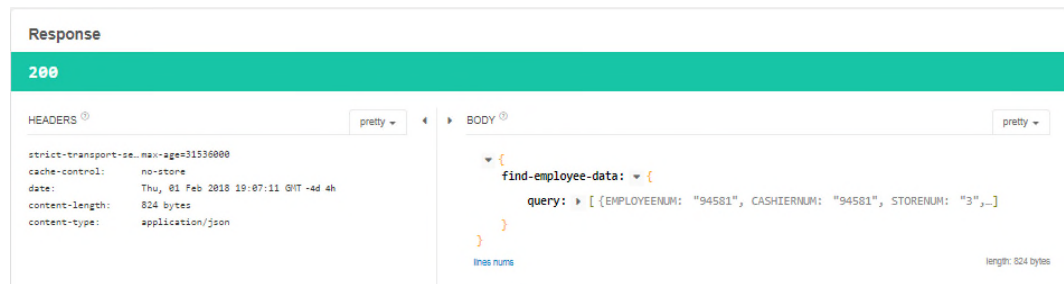 Response
200
HEADERS ?
pretty
strict-transport-se… max-age=31536000
cache-control: no-store
date: Thu, 01 Feb 2018 19:07:11 GMT -4d 4h
content-length: 824 bytes
content-type: application/json
BODY ?
pretty
{
find-employee-data: {
query: [ {EMPLOYEENUM: "94581", CASHIERNUM: "94581", STORENUM: "3",…]
}
}
lines nums
length: 824 bytes